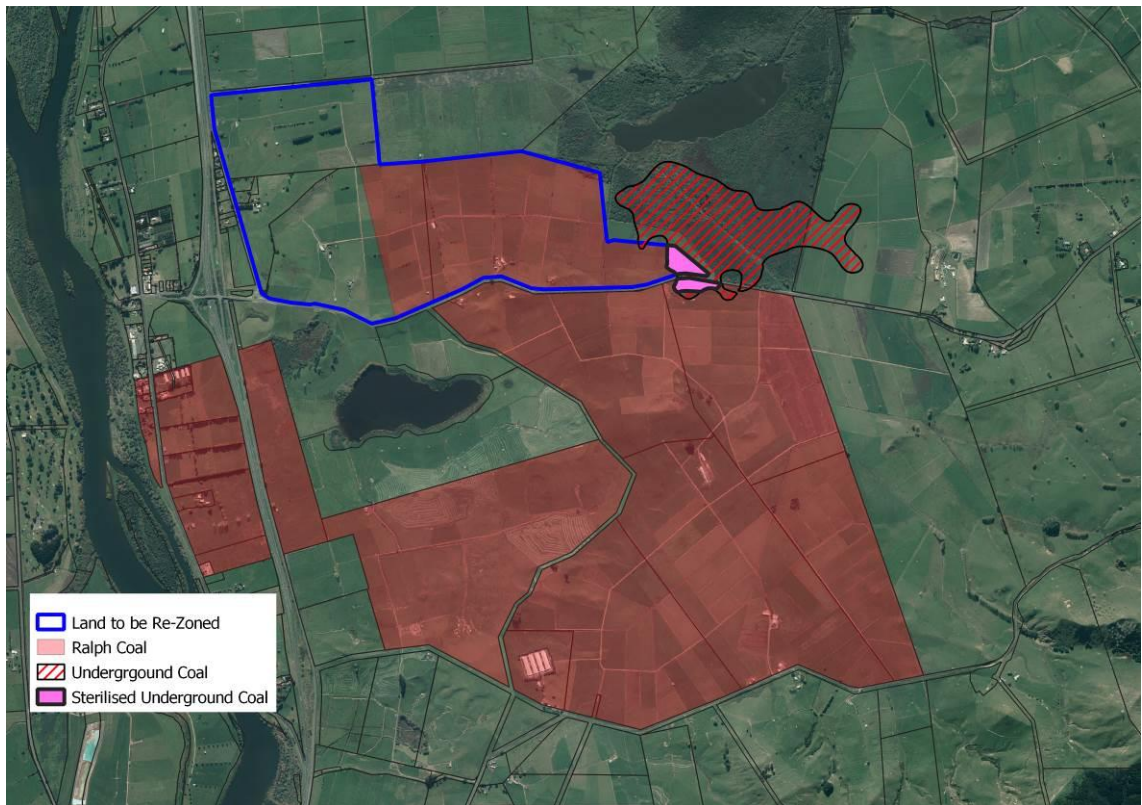 Land to be Re-Zoned
Ralph Coal
Undergrgound Coal
Sterilised Underground Coal